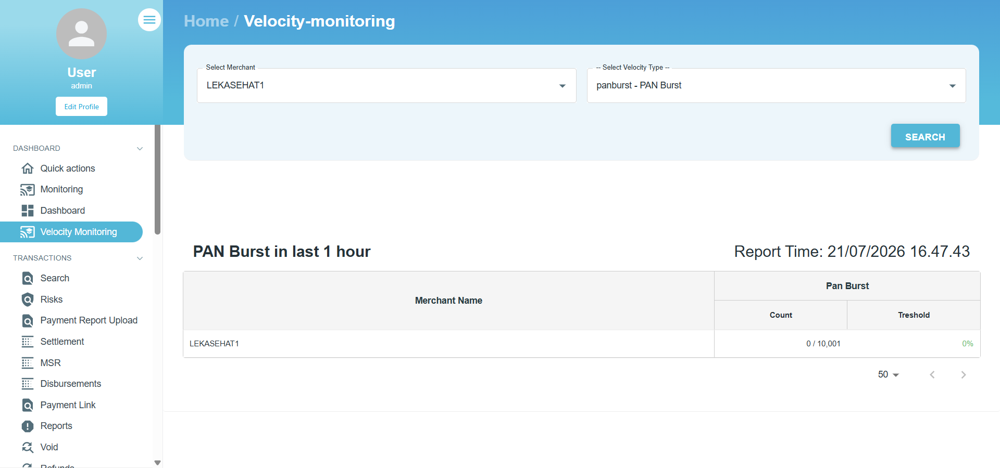 User
admin
Edit Profile
DASHBOARD
Quick actions
Monitoring
Dashboard
Velocity Monitoring
TRANSACTIONS
Search
Risks
Payment Report Upload
Settlement
MSR
Disbursements
Payment Link
Reports
Void
Refunds
Home / Velocity-monitoring
Select Merchant
LEKASEHAT1
-- Select Velocity Type --
panburst - PAN Burst
SEARCH
PAN Burst in last 1 hour
Report Time: 21/07/2026 16.47.43
Merchant Name
Pan Burst
Count
Treshold
LEKASEHAT1
0 / 10,001
0%
50